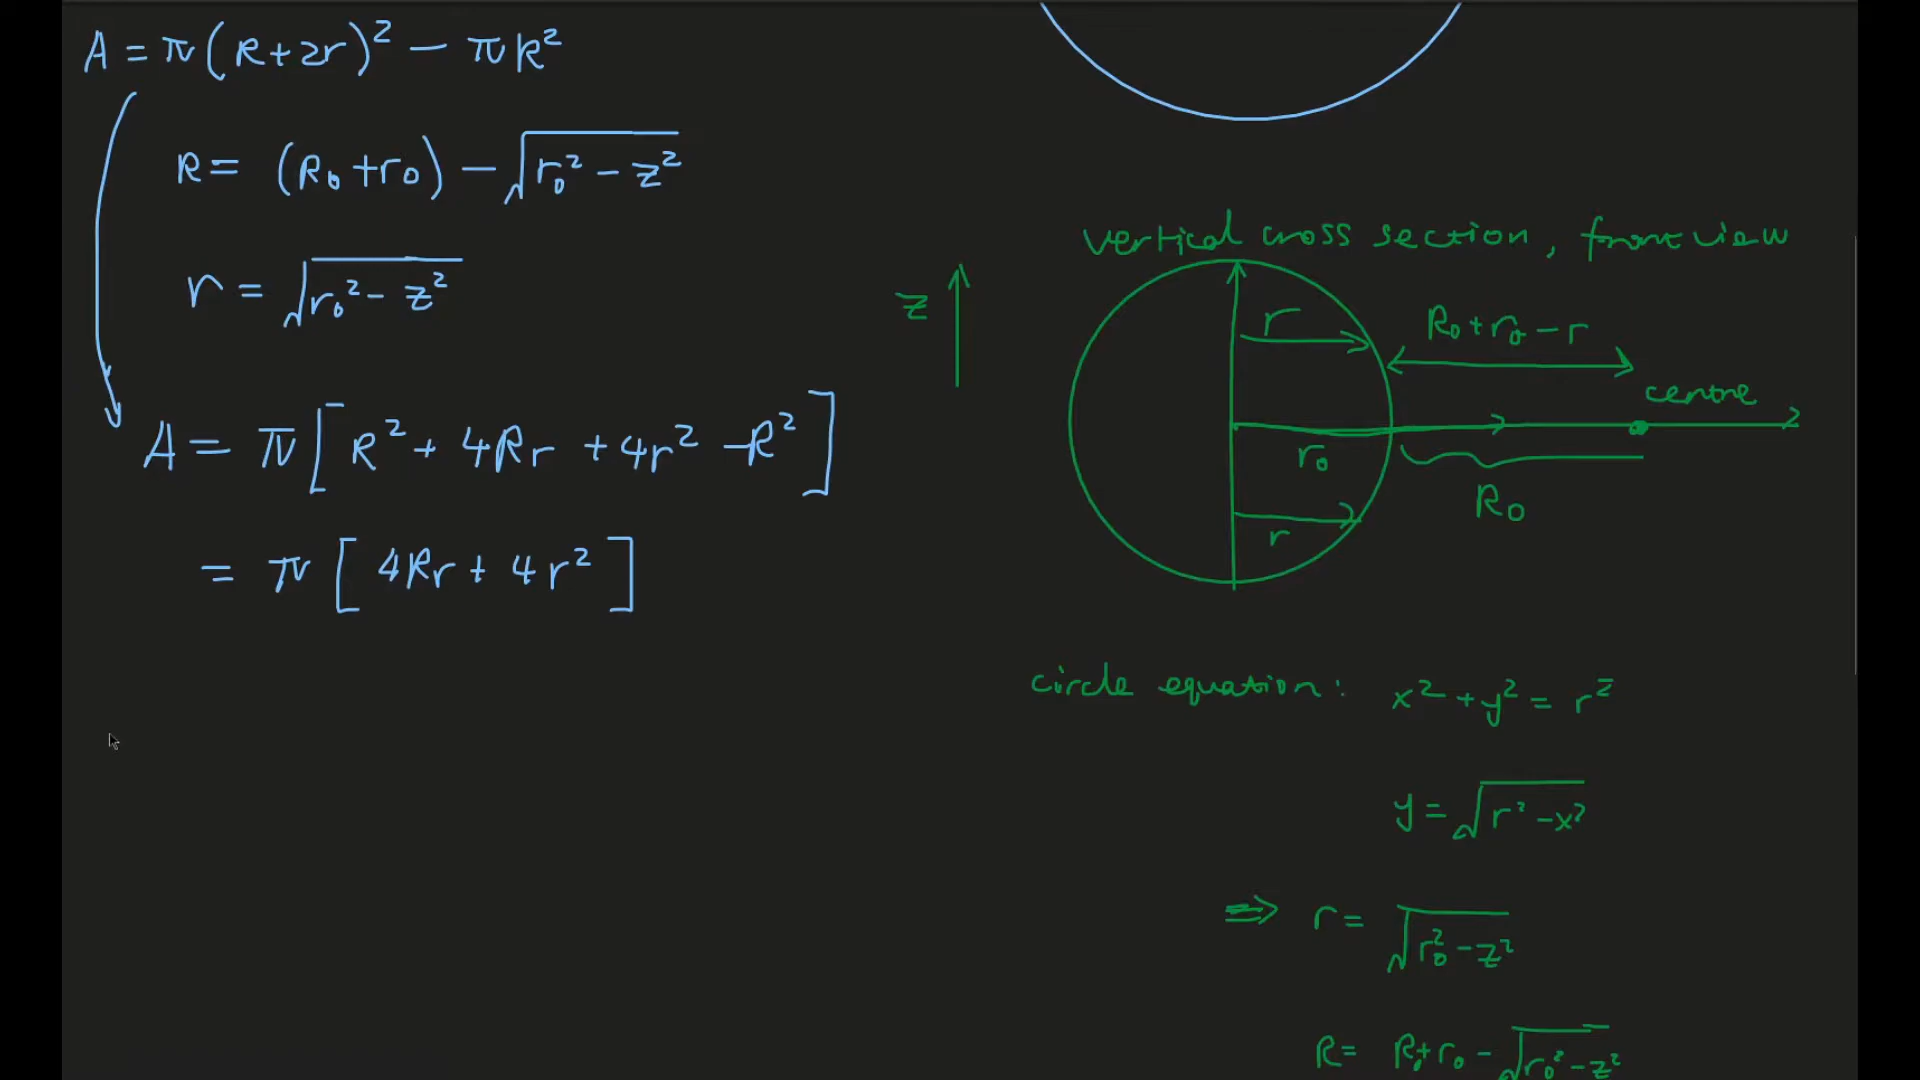 A = π(R+2r)² − πR²
R = (R₀+r₀) − √(r₀² − z²)
r = √(r₀² − z²)
A = π[R² + 4Rr + 4r² − R²]
= π[4Rr + 4r²]
vertical cross section, front view
z
r
R₀+r₀−r
centre
r₀
R₀
r
circle equation: x² + y² = r²
y = √(r² − x²)
⇒ r = √(r₀² − z²)
R = R₀+r₀ − √(r₀² − z²)